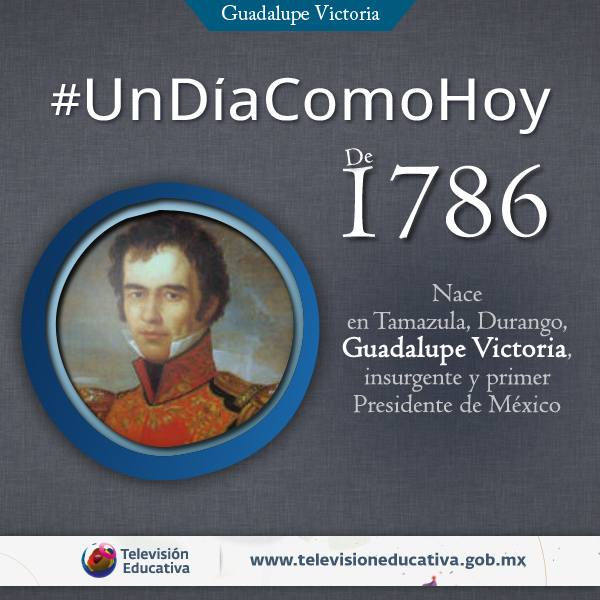 Guadalupe Victoria
#UnDíaComoHoy
De
1786
Nace
en Tamazula, Durango,
Guadalupe Victoria,
insurgente y primer
Presidente de México
Televisión
Educativa
www.televisioneducativa.gob.mx